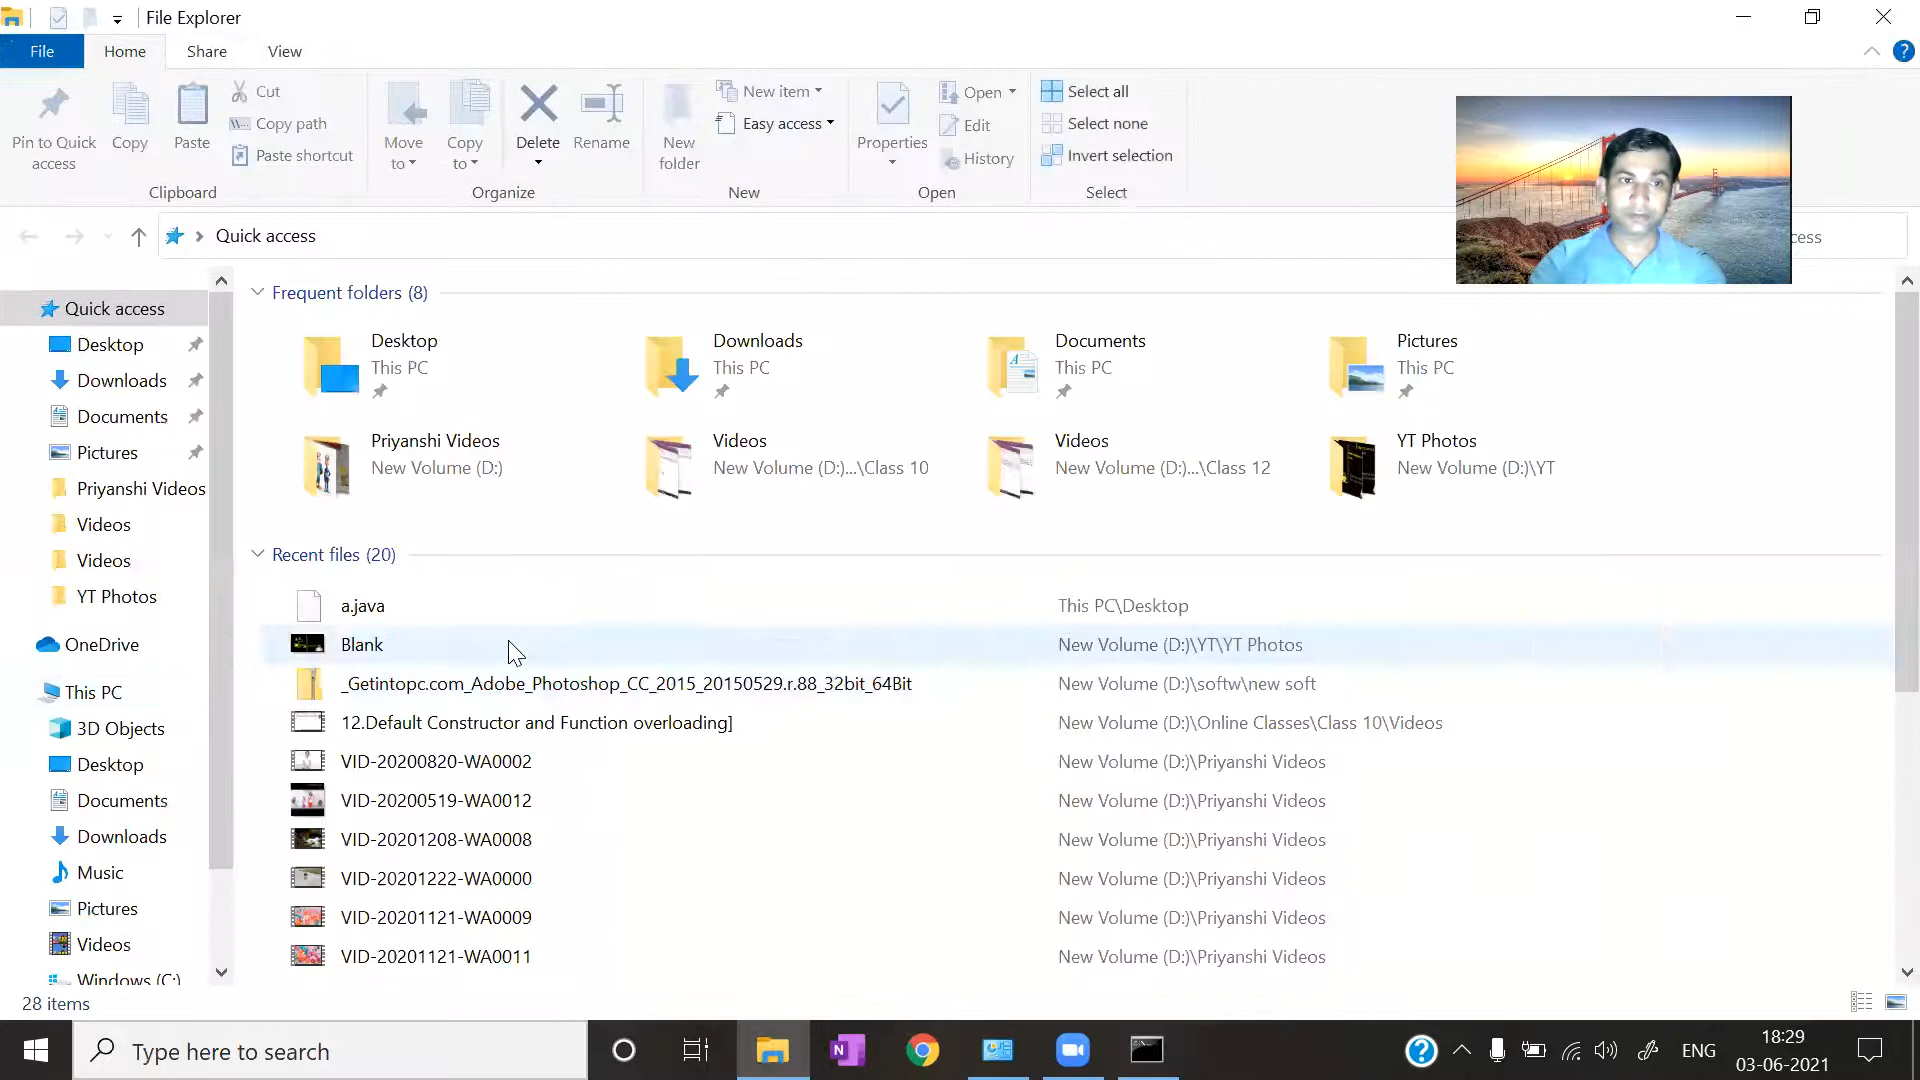 File Explorer
File Home Share View
Pin to Quick access
Copy
Paste
Cut
Copy path
Paste shortcut
Clipboard
Move to
Copy to
Delete
Rename
Organize
New folder
New item
Easy access
New
Properties
Open
Edit
History
Open
Select all
Select none
Invert selection
Select
Quick access
Quick access
Desktop
Downloads
Documents
Pictures
Priyanshi Videos
Videos
Videos
YT Photos
OneDrive
This PC
3D Objects
Desktop
Documents
Downloads
Music
Pictures
Videos
Windows (C:)
Frequent folders (8)
Desktop
This PC
Downloads
This PC
Documents
This PC
Pictures
This PC
Priyanshi Videos
New Volume (D:)
Videos
New Volume (D:)...\Class 10
Videos
New Volume (D:)...\Class 12
YT Photos
New Volume (D:)\YT
Recent files (20)
a.java This PC\Desktop
Blank New Volume (D:)\YT\YT Photos
_Getintopc.com_Adobe_Photoshop_CC_2015_20150529.r.88_32bit_64Bit New Volume (D:)\softw\new soft
12.Default Constructor and Function overloading] New Volume (D:)\Online Classes\Class 10\Videos
VID-20200820-WA0002 New Volume (D:)\Priyanshi Videos
VID-20200519-WA0012 New Volume (D:)\Priyanshi Videos
VID-20201208-WA0008 New Volume (D:)\Priyanshi Videos
VID-20201222-WA0000 New Volume (D:)\Priyanshi Videos
VID-20201121-WA0009 New Volume (D:)\Priyanshi Videos
VID-20201121-WA0011 New Volume (D:)\Priyanshi Videos
28 items
Type here to search
ENG
18:29
03-06-2021